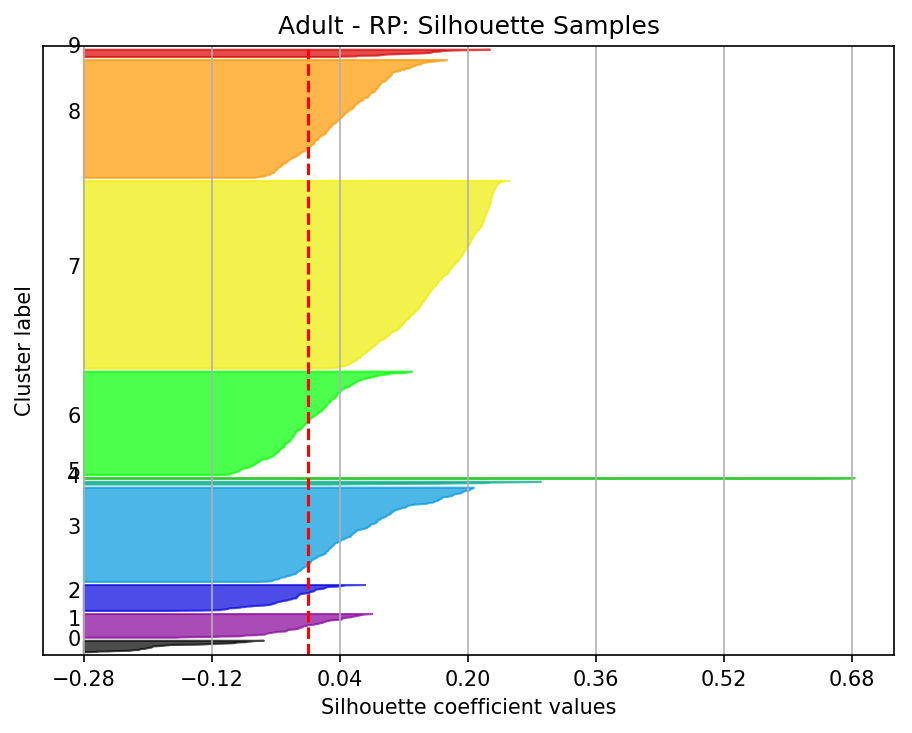 Adult - RP: Silhouette Samples
Cluster label
9
8
7
6
5
4
3
2
1
0
−0.28 −0.12 0.04 0.20 0.36 0.52 0.68
Silhouette coefficient values